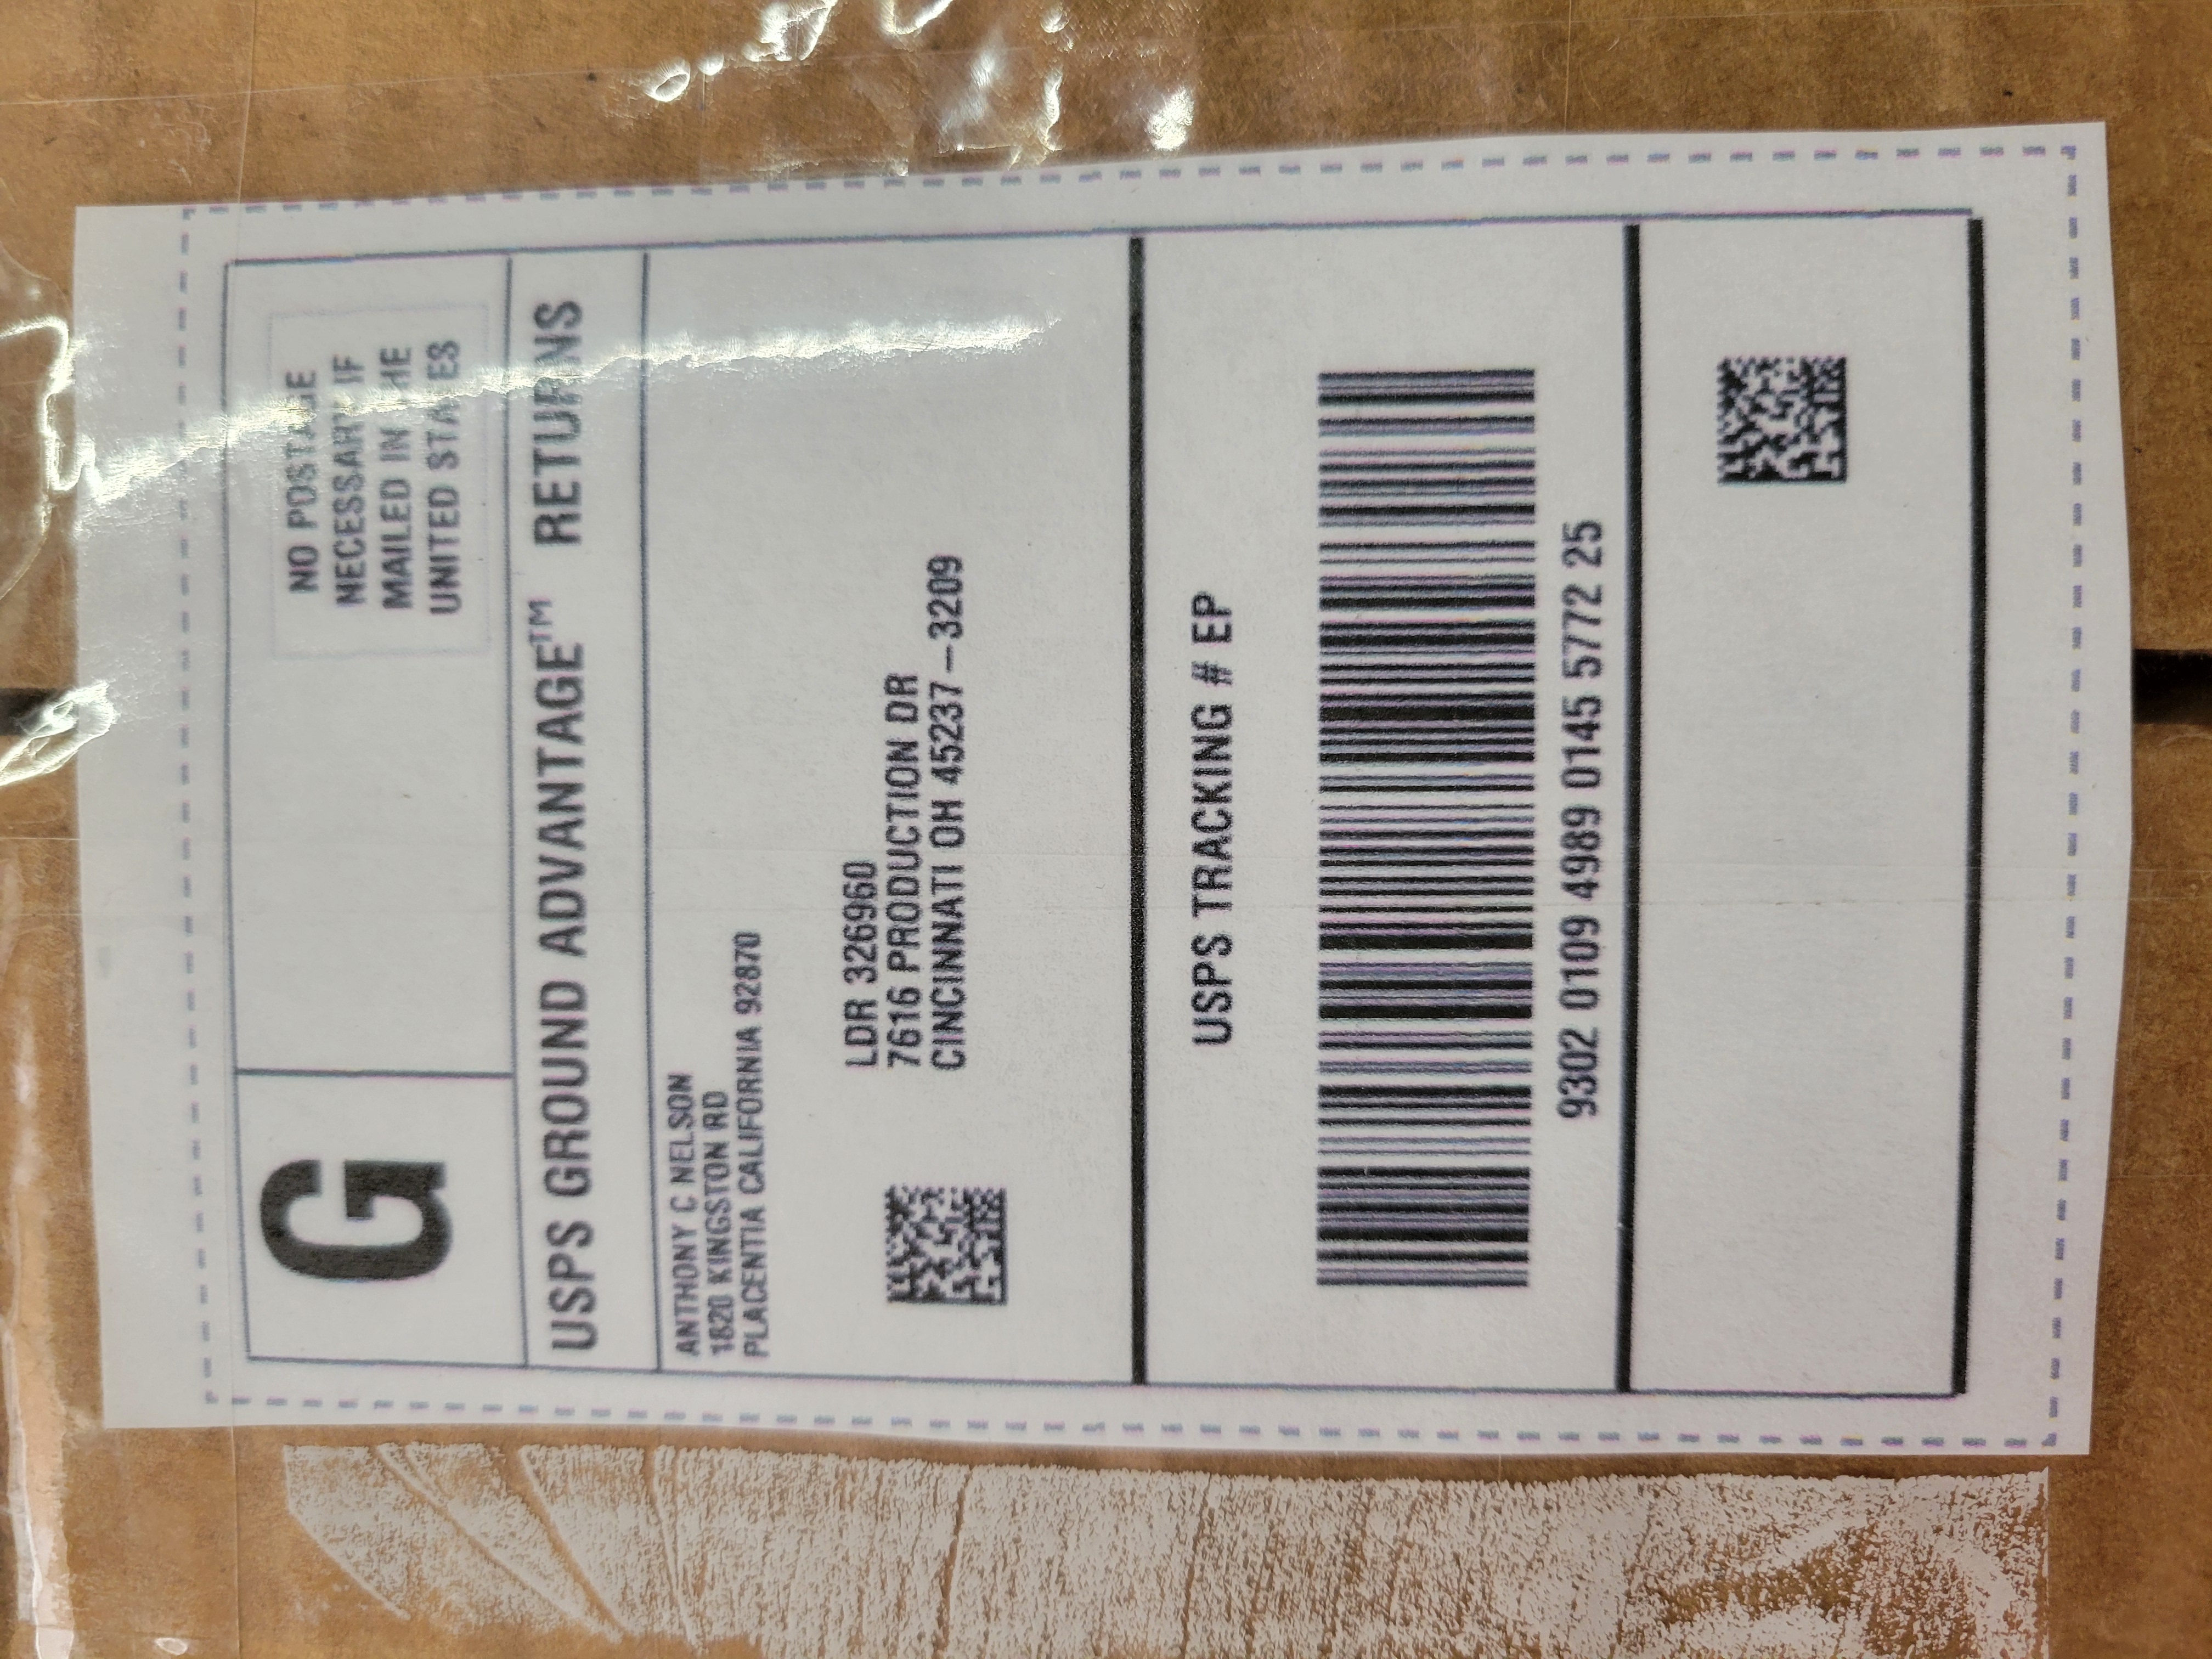 G
NO POSTAGE
NECESSARY IF
MAILED IN THE
UNITED STATES
USPS GROUND ADVANTAGE™ RETURNS
ANTHONY C NELSON
1820 KINGSTON RD
PLACENTIA CALIFORNIA 92870
LDR 326960
7616 PRODUCTION DR
CINCINNATI OH 45237-3209
USPS TRACKING # EP
9302 0109 4989 0145 5772 25